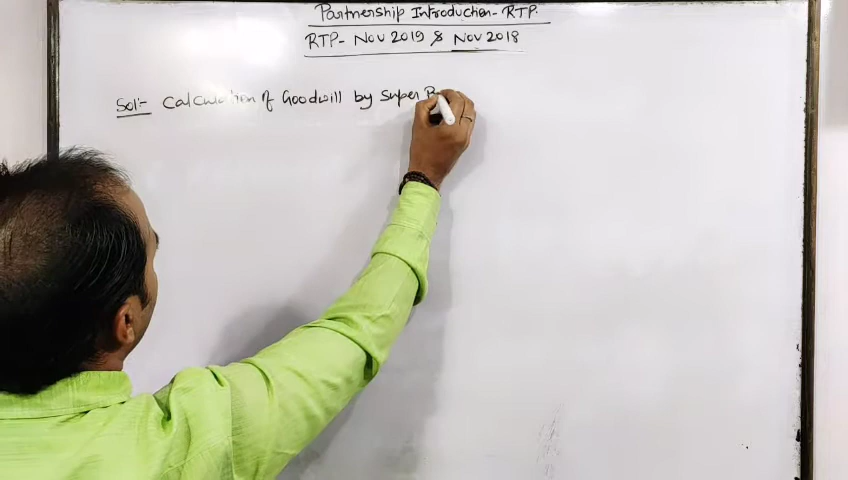 Partnership Introduction - RTP.
RTP- Nov 2019 & Nov 2018
Sol:- Calculation of Goodwill by Super